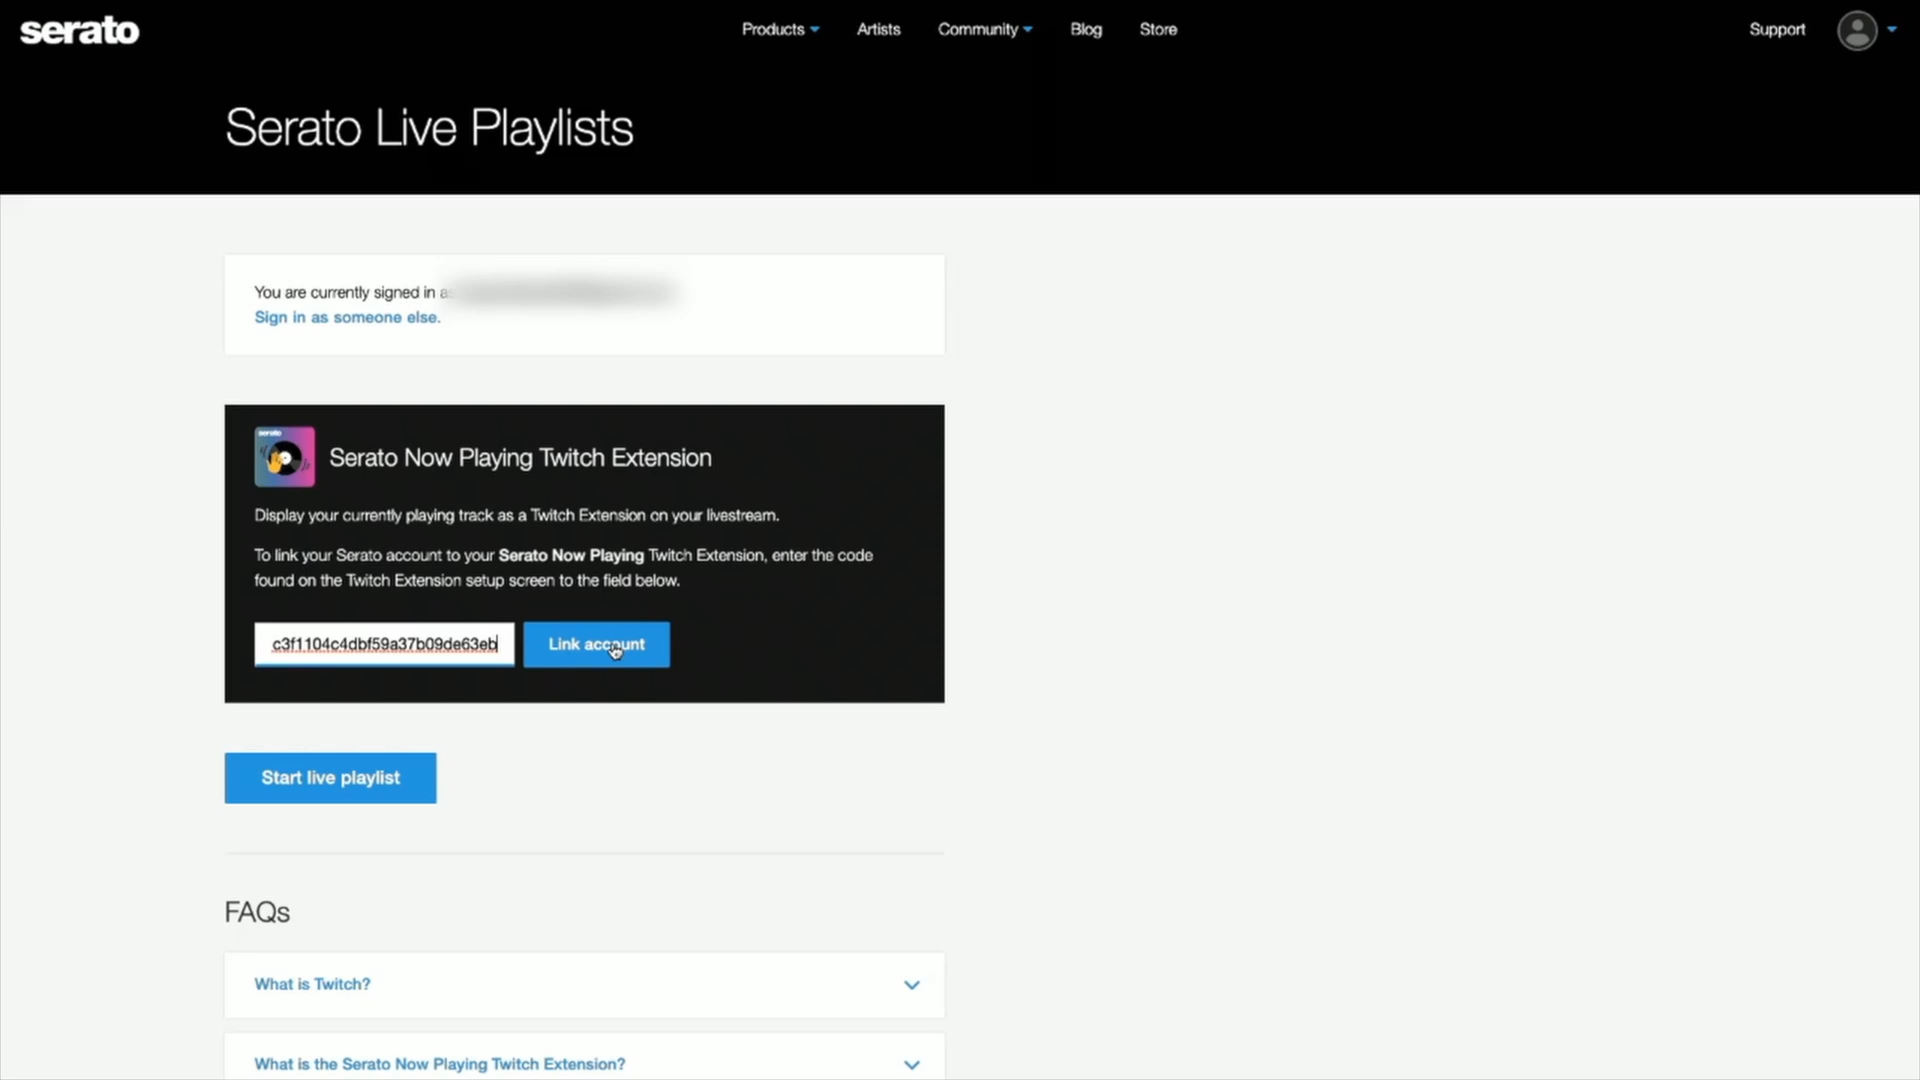 serato
Products
Artists
Community
Blog
Store
Support
Serato Live Playlists
You are currently signed in as
Sign in as someone else.
serato
Serato Now Playing Twitch Extension
Display your currently playing track as a Twitch Extension on your livestream.
To link your Serato account to your Serato Now Playing Twitch Extension, enter the code
found on the Twitch Extension setup screen to the field below.
c3f1104c4dbf59a37b09de63eb
Link account
Start live playlist
FAQs
What is Twitch?
What is the Serato Now Playing Twitch Extension?